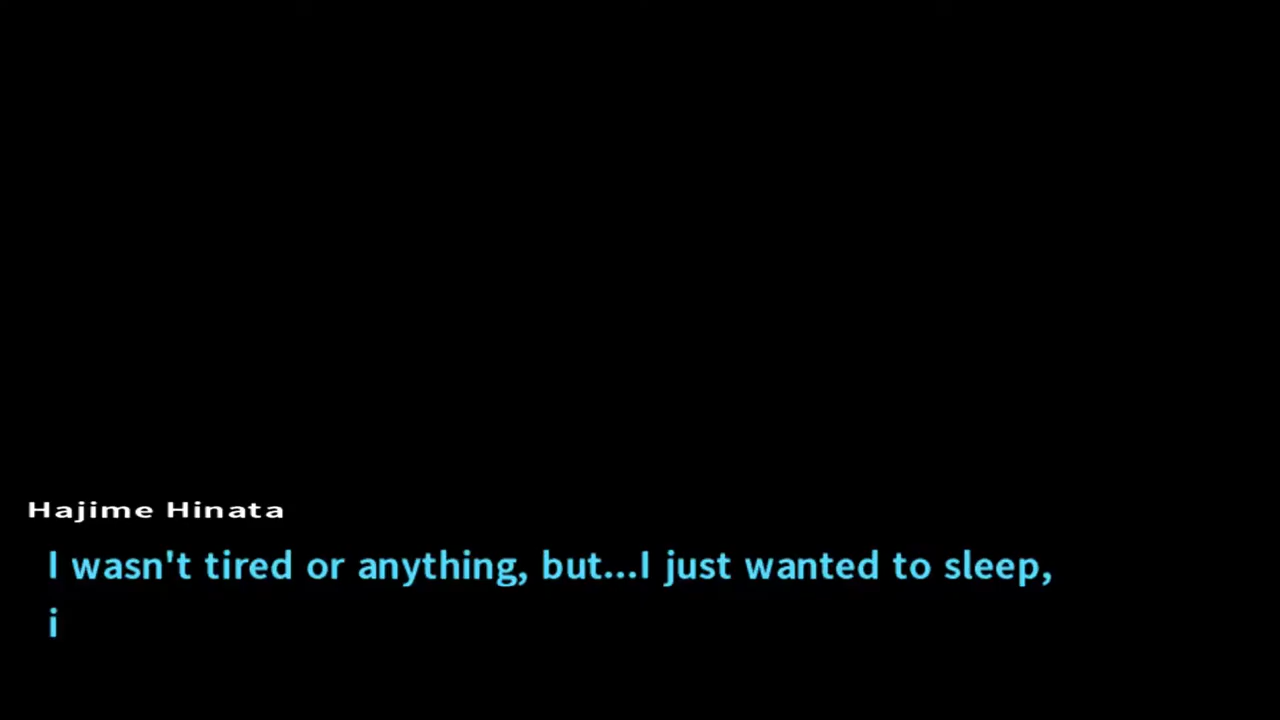 Hajime Hinata
I wasn't tired or anything, but...I just wanted to sleep,
i